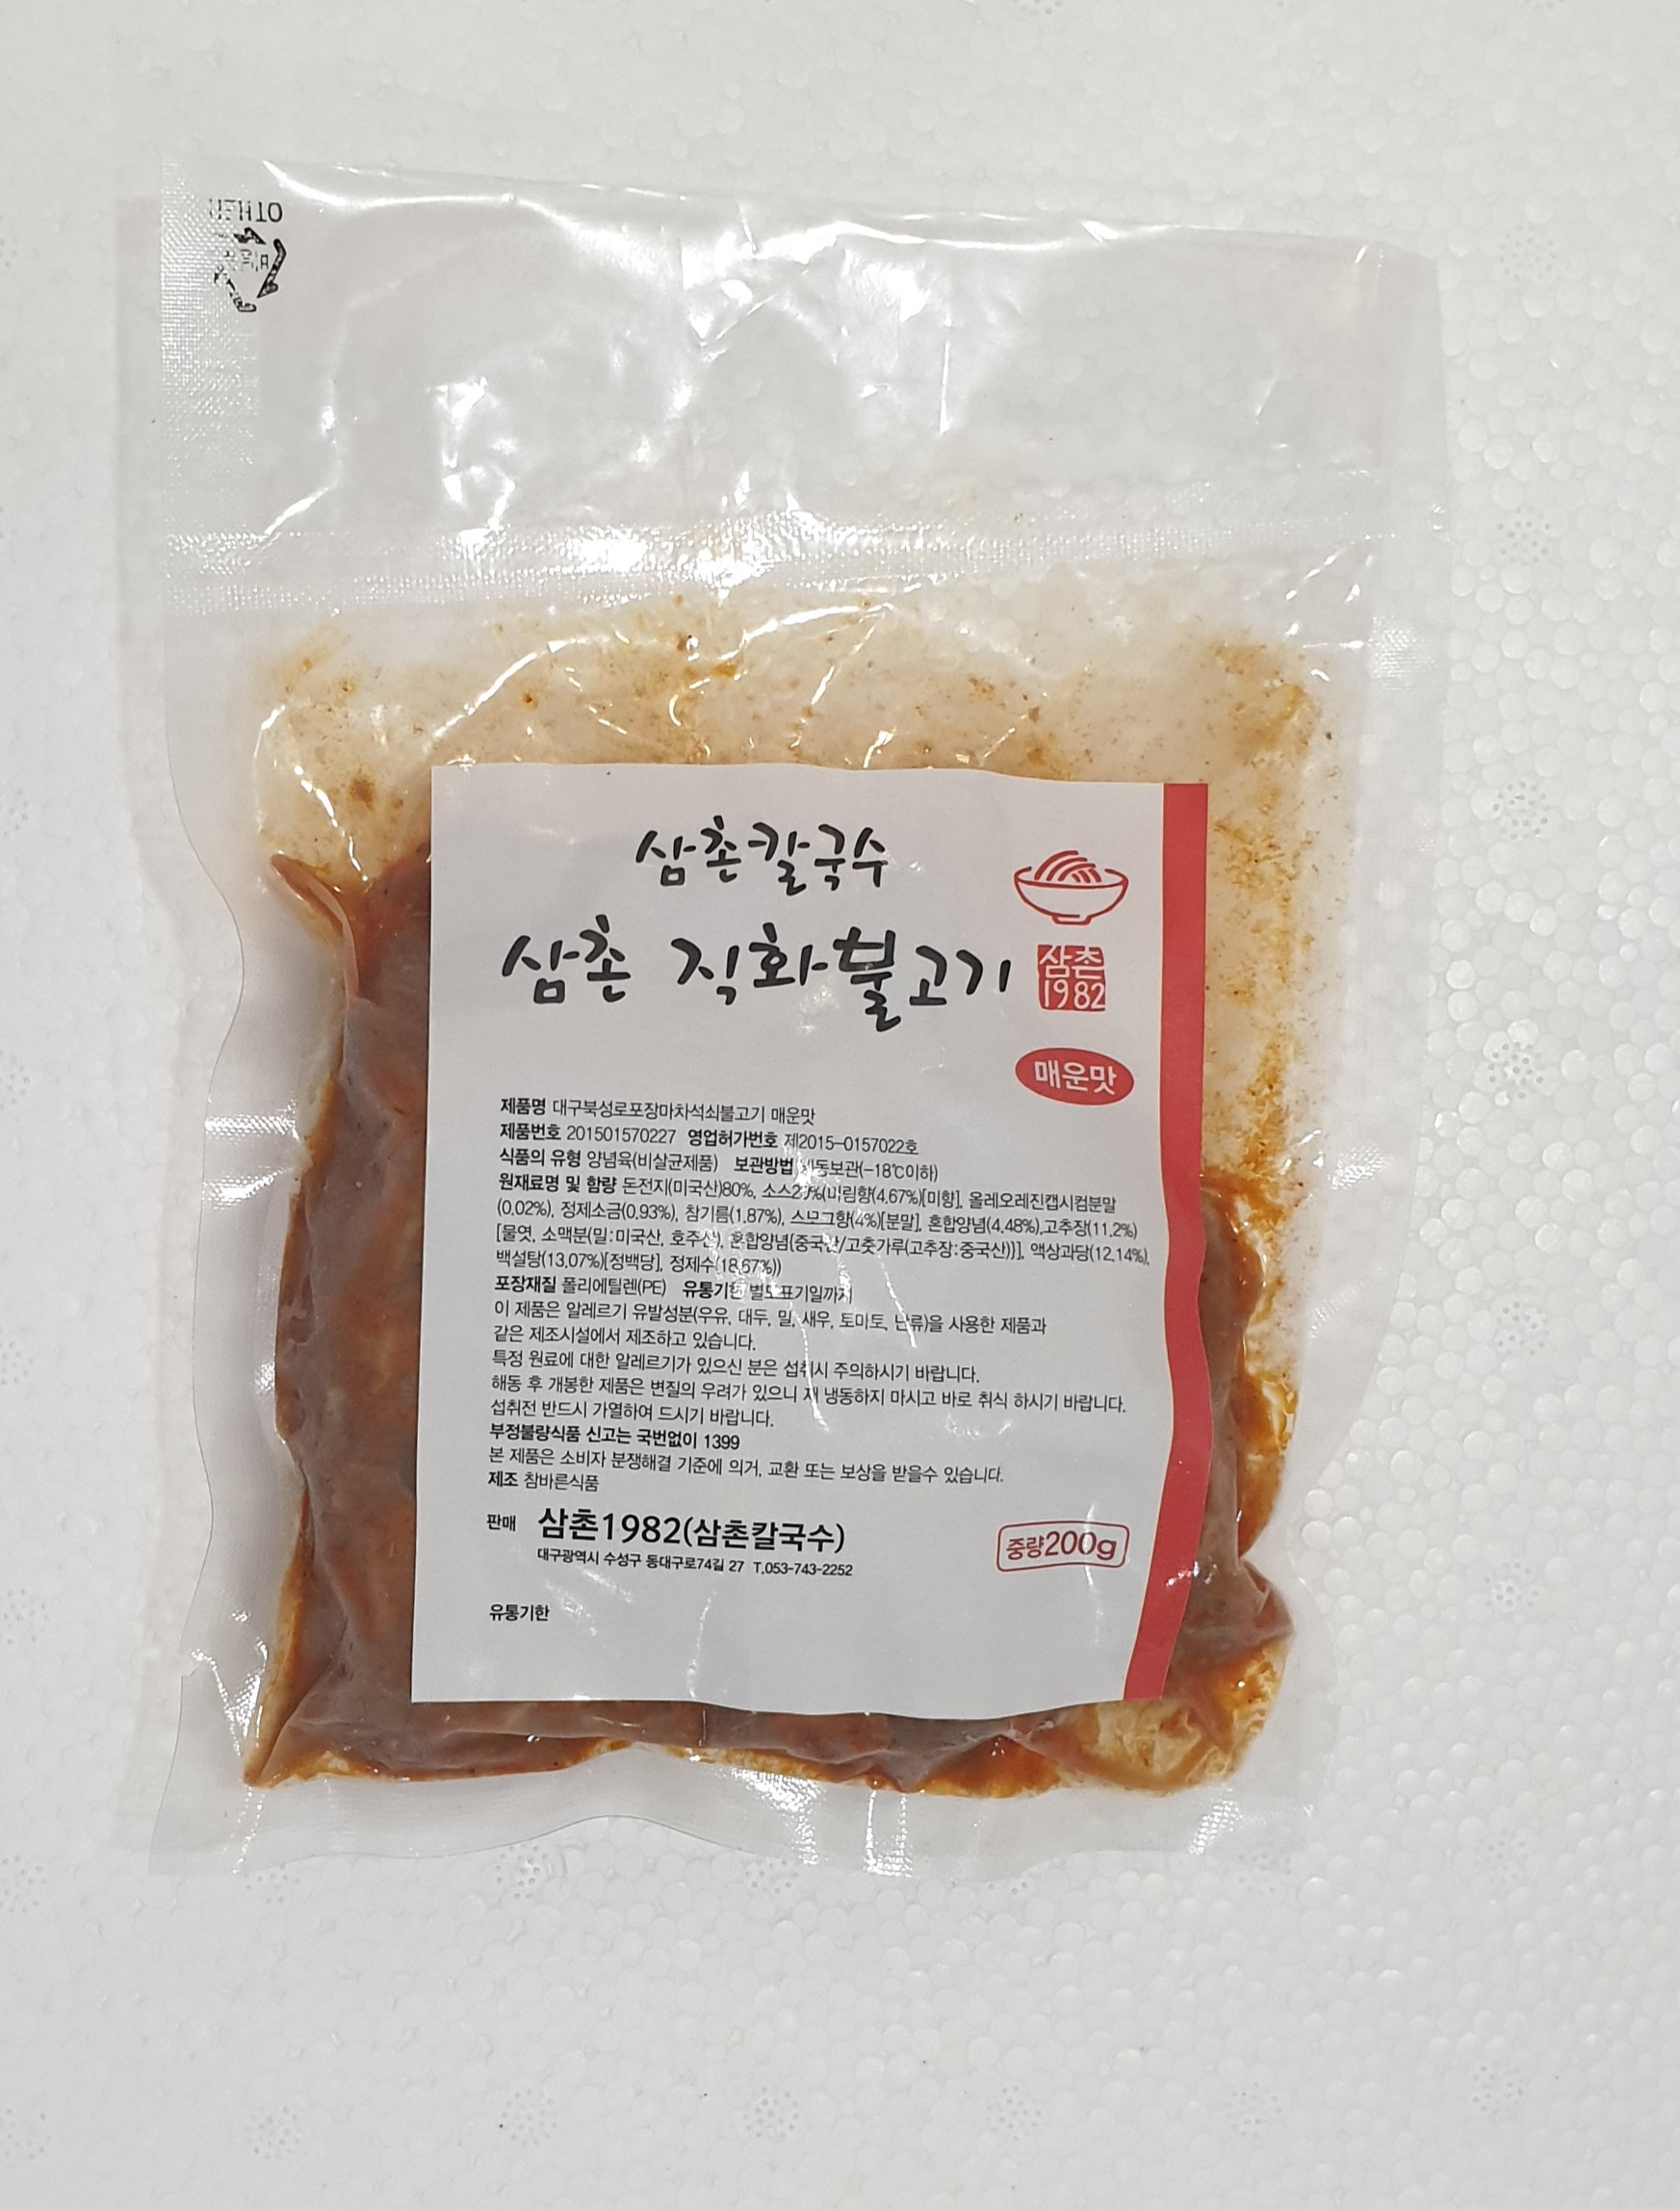 OTHER
삼촌칼국수
삼촌 직화불고기
삼촌
1982
매운맛
제품명 대구북성로포장마차석쇠불고기 매운맛
제품번호 201501570227 영업허가번호 제2015-0157022호
식품의 유형 양념육(비살균제품) 보관방법 냉동보관(-18℃이하)
원재료명 및 함량 돈전지(미국산)80%, 소스20%(미림향(4.67%)[미향], 올레오레진캡시컴분말
(0.02%), 정제소금(0.93%), 참기름(1.87%), 스모그향(4%)[분말], 혼합양념(4.48%),고추장(11.2%)
[물엿, 소맥분(밀:미국산, 호주산), 혼합양념{중국산/고춧가루(고추장:중국산)}], 액상과당(12.14%),
백설탕(13.07%)[정백당], 정제수(18.67%))
포장재질 폴리에틸렌(PE) 유통기한 별도표기일까지
이 제품은 알레르기 유발성분(우유, 대두, 밀, 새우, 토마토, 난류)을 사용한 제품과
같은 제조시설에서 제조하고 있습니다.
특정 원료에 대한 알레르기가 있으신 분은 섭취시 주의하시기 바랍니다.
해동 후 개봉한 제품은 변질의 우려가 있으니 재 냉동하지 마시고 바로 취식 하시기 바랍니다.
섭취전 반드시 가열하여 드시기 바랍니다.
부정불량식품 신고는 국번없이 1399
본 제품은 소비자 분쟁해결 기준에 의거, 교환 또는 보상을 받을수 있습니다.
제조 참바른식품
판매 삼촌1982(삼촌칼국수)
대구광역시 수성구 동대구로74길 27 T.053-743-2252
중량200g
유통기한